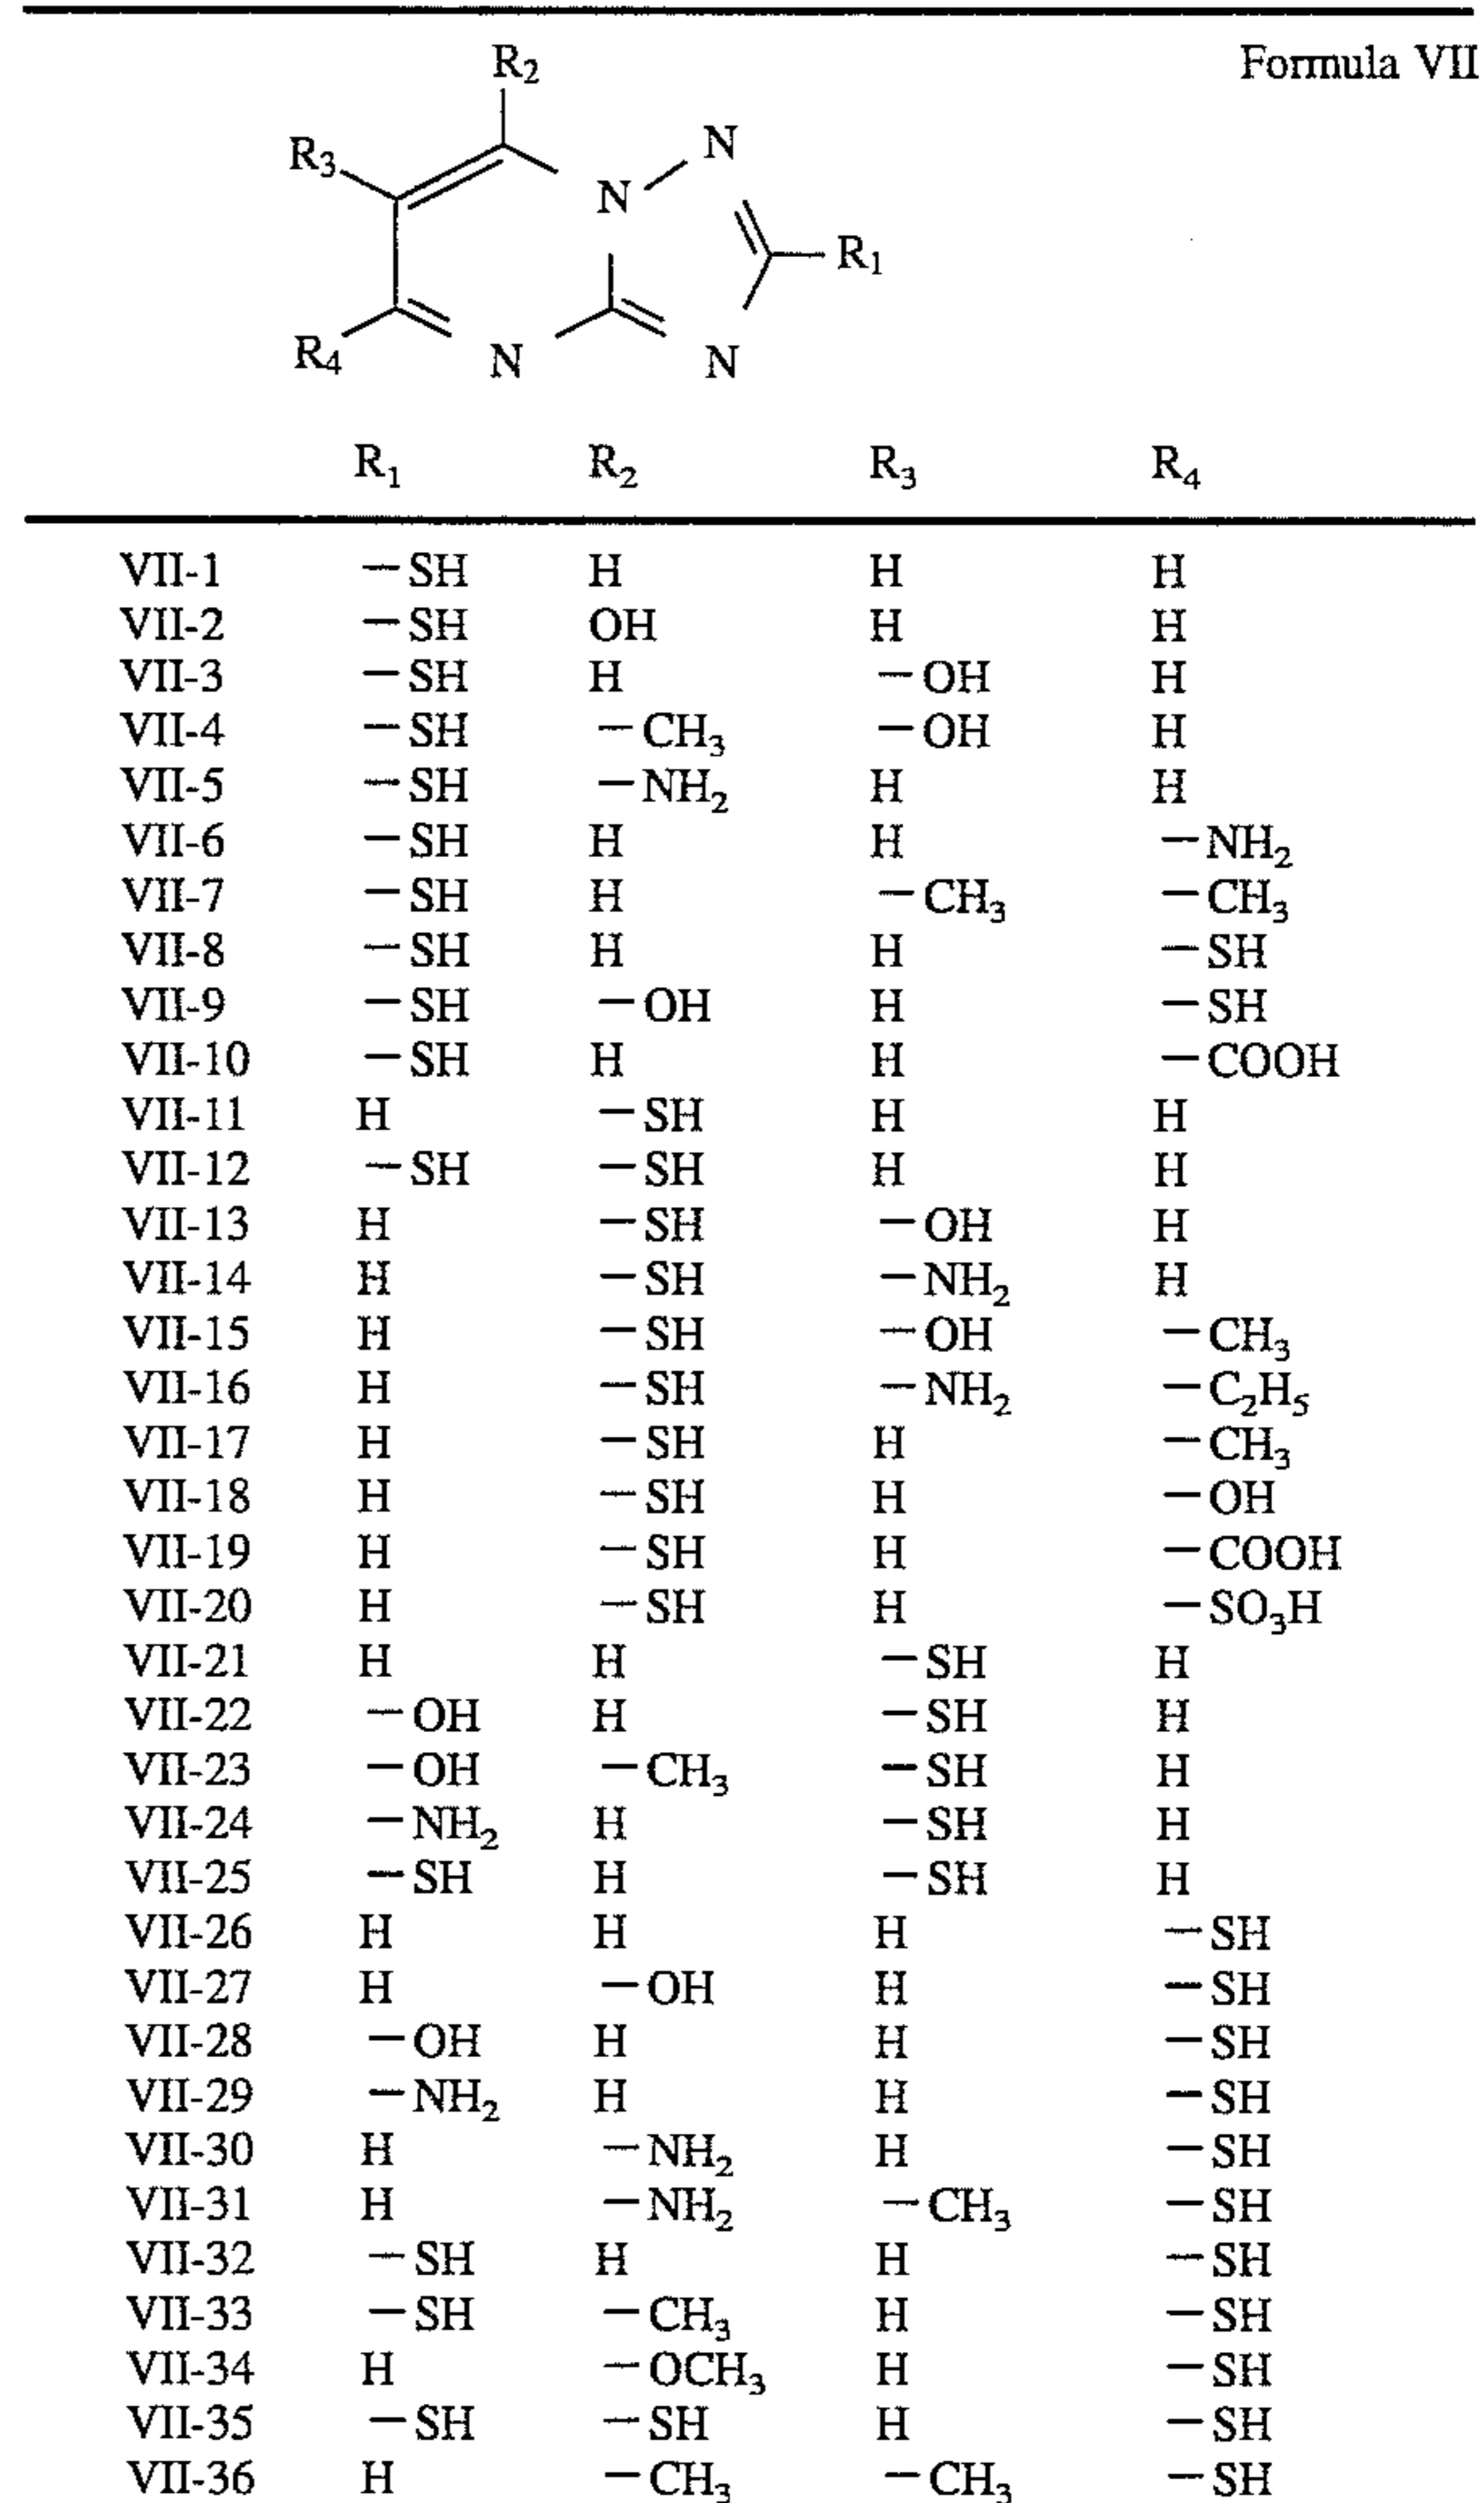 Formula VII
R2
R3
N
N
R1
R4
N
N
R1 R2 R3 R4
VII-1 —SH H H H
VII-2 —SH OH H H
VII-3 —SH H —OH H
VII-4 —SH —CH3 —OH H
VII-5 —SH —NH2 H H
VII-6 —SH H H —NH2
VII-7 —SH H —CH3 —CH3
VII-8 —SH H H —SH
VII-9 —SH —OH H —SH
VII-10 —SH H H —COOH
VII-11 H —SH H H
VII-12 —SH —SH H H
VII-13 H —SH —OH H
VII-14 H —SH —NH2 H
VII-15 H —SH —OH —CH3
VII-16 H —SH —NH2 —C2H5
VII-17 H —SH H —CH3
VII-18 H —SH H —OH
VII-19 H —SH H —COOH
VII-20 H —SH H —SO3H
VII-21 H H —SH H
VII-22 —OH H —SH H
VII-23 —OH —CH3 —SH H
VII-24 —NH2 H —SH H
VII-25 —SH H —SH H
VII-26 H H H —SH
VII-27 H —OH H —SH
VII-28 —OH H H —SH
VII-29 —NH2 H H —SH
VII-30 H —NH2 H —SH
VII-31 H —NH2 —CH3 —SH
VII-32 —SH H H —SH
VII-33 —SH —CH3 H —SH
VII-34 H —OCH3 H —SH
VII-35 —SH —SH H —SH
VII-36 H —CH3 —CH3 —SH